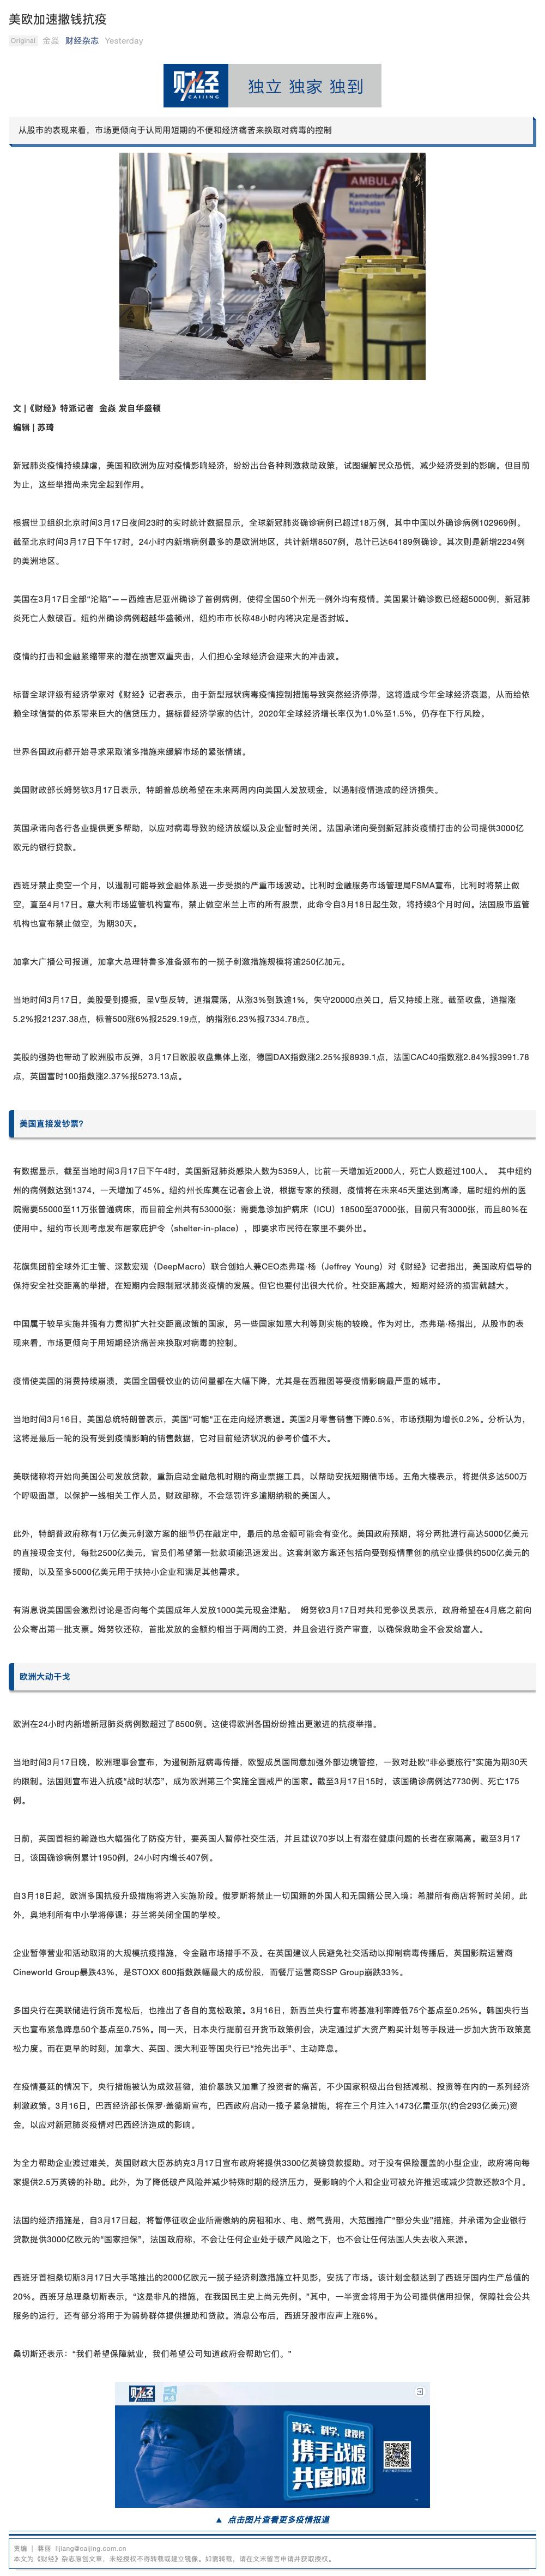 美欧加速撒钱抗疫
Original 金焱 财经杂志 Yesterday
财经
CAIJING
独立 独家 独到
从股市的表现来看，市场更倾向于认同用短期的不便和经济痛苦来换取对病毒的控制
AMBULAN
Kementerian
Kesihatan
Malaysia
文 |《财经》特派记者 金焱 发自华盛顿
编辑 | 苏琦
新冠肺炎疫情持续肆虐，美国和欧洲为应对疫情影响经济，纷纷出台各种刺激救助政策，试图缓解民众恐慌，减少经济受到的影响。但目前
为止，这些举措尚未完全起到作用。
根据世卫组织北京时间3月17日夜间23时的实时统计数据显示，全球新冠肺炎确诊病例已超过18万例，其中中国以外确诊病例102969例。
截至北京时间3月17日下午17时，24小时内新增病例最多的是欧洲地区，共计新增8507例，总计已达64189例确诊。其次则是新增2234例
的美洲地区。
美国在3月17日全部“沦陷”——西维吉尼亚州确诊了首例病例，使得全国50个州无一例外均有疫情。美国累计确诊数已经超5000例，新冠肺
炎死亡人数破百。纽约州确诊病例超越华盛顿州，纽约市市长称48小时内将决定是否封城。
疫情的打击和金融紧缩带来的潜在损害双重夹击，人们担心全球经济会迎来大的冲击波。
标普全球评级有经济学家对《财经》记者表示，由于新型冠状病毒疫情控制措施导致突然经济停滞，这将造成今年全球经济衰退，从而给依
赖全球信誉的体系带来巨大的信贷压力。据标普经济学家的估计，2020年全球经济增长率仅为1.0%至1.5%，仍存在下行风险。
世界各国政府都开始寻求采取诸多措施来缓解市场的紧张情绪。
美国财政部长姆努钦3月17日表示，特朗普总统希望在未来两周内向美国人发放现金，以遏制疫情造成的经济损失。
英国承诺向各行各业提供更多帮助，以应对病毒导致的经济放缓以及企业暂时关闭。法国承诺向受到新冠肺炎疫情打击的公司提供3000亿
欧元的银行贷款。
西班牙禁止卖空一个月，以遏制可能导致金融体系进一步受损的严重市场波动。比利时金融服务市场管理局FSMA宣布，比利时将禁止做
空，直至4月17日。意大利市场监管机构宣布，禁止做空米兰上市的所有股票，此命令自3月18日起生效，将持续3个月时间。法国股市监管
机构也宣布禁止做空，为期30天。
加拿大广播公司报道，加拿大总理特鲁多准备颁布的一揽子刺激措施规模将逾250亿加元。
当地时间3月17日，美股受到提振，呈V型反转，道指震荡，从涨3%到跌逾1%，失守20000点关口，后又持续上涨。截至收盘，道指涨
5.2%报21237.38点，标普500涨6%报2529.19点，纳指涨6.23%报7334.78点。
美股的强势也带动了欧洲股市反弹，3月17日欧股收盘集体上涨，德国DAX指数涨2.25%报8939.1点，法国CAC40指数涨2.84%报3991.78
点，英国富时100指数涨2.37%报5273.13点。
美国直接发钞票？
有数据显示，截至当地时间3月17日下午4时，美国新冠肺炎感染人数为5359人，比前一天增加近2000人，死亡人数超过100人。 其中纽约
州的病例数达到1374，一天增加了45%。纽约州长库莫在记者会上说，根据专家的预测，疫情将在未来45天里达到高峰，届时纽约州的医
院需要55000至11万张普通病床，而目前全州共有53000张；需要急诊加护病床（ICU）18500至37000张，目前只有3000张，而且80%在
使用中。纽约市长则考虑发布居家庇护令（shelter-in-place），即要求市民待在家里不要外出。
花旗集团前全球外汇主管、深数宏观（DeepMacro）联合创始人兼CEO杰弗瑞·杨（Jeffrey Young）对《财经》记者指出，美国政府倡导的
保持安全社交距离的举措，在短期内会限制冠状肺炎疫情的发展。但它也要付出很大代价。社交距离越大，短期对经济的损害就越大。
中国属于较早实施并强有力贯彻扩大社交距离政策的国家，另一些国家如意大利等则实施的较晚。作为对比，杰弗瑞·杨指出，从股市的表
现来看，市场更倾向于用短期经济痛苦来换取对病毒的控制。
疫情使美国的消费持续崩溃，美国全国餐饮业的访问量都在大幅下降，尤其是在西雅图等受疫情影响最严重的城市。
当地时间3月16日，美国总统特朗普表示，美国“可能“正在走向经济衰退。美国2月零售销售下降0.5%，市场预期为增长0.2%。分析认为，
这将是最后一轮的没有受到疫情影响的销售数据，它对目前经济状况的参考价值不大。
美联储称将开始向美国公司发放贷款，重新启动金融危机时期的商业票据工具，以帮助安抚短期债市场。五角大楼表示，将提供多达500万
个呼吸面罩，以保护一线相关工作人员。财政部称，不会惩罚许多逾期纳税的美国人。
此外，特朗普政府称有1万亿美元刺激方案的细节仍在敲定中，最后的总金额可能会有变化。美国政府预期，将分两批进行高达5000亿美元
的直接现金支付，每批2500亿美元，官员们希望第一批款项能迅速发出。这套刺激方案还包括向受到疫情重创的航空业提供约500亿美元的
援助，以及至多5000亿美元用于扶持小企业和满足其他需求。
有消息说美国国会激烈讨论是否向每个美国成年人发放1000美元现金津贴。 姆努钦3月17日对共和党参议员表示，政府希望在4月底之前向
公众寄出第一批支票。姆努钦还称，首批发放的金额约相当于两周的工资，并且会进行资产审查，以确保救助金不会发给富人。
欧洲大动干戈
欧洲在24小时内新增新冠肺炎病例数超过了8500例。这使得欧洲各国纷纷推出更激进的抗疫举措。
当地时间3月17日晚，欧洲理事会宣布，为遏制新冠病毒传播，欧盟成员国同意加强外部边境管控，一致对赴欧“非必要旅行”实施为期30天
的限制。法国则宣布进入抗疫“战时状态”，成为欧洲第三个实施全面戒严的国家。截至3月17日15时，该国确诊病例达7730例、死亡175
例。
日前，英国首相约翰逊也大幅强化了防疫方针，要英国人暂停社交生活，并且建议70岁以上有潜在健康问题的长者在家隔离。截至3月17
日，该国确诊病例累计1950例，24小时内增长407例。
自3月18日起，欧洲多国抗疫升级措施将进入实施阶段。俄罗斯将禁止一切国籍的外国人和无国籍公民入境；希腊所有商店将暂时关闭。此
外，奥地利所有中小学将停课；芬兰将关闭全国的学校。
企业暂停营业和活动取消的大规模抗疫措施，令金融市场措手不及。在英国建议人民避免社交活动以抑制病毒传播后，英国影院运营商
Cineworld Group暴跌43%，是STOXX 600指数跌幅最大的成份股，而餐厅运营商SSP Group崩跌33%。
多国央行在美联储进行货币宽松后，也推出了各自的宽松政策。3月16日，新西兰央行宣布将基准利率降低75个基点至0.25%。韩国央行当
天也宣布紧急降息50个基点至0.75%。同一天，日本央行提前召开货币政策例会，决定通过扩大资产购买计划等手段进一步加大货币政策宽
松力度。而在更早的时刻，加拿大、英国、澳大利亚等国央行已“抢先出手”、主动降息。
在疫情蔓延的情况下，央行措施被认为成效甚微，油价暴跌又加重了投资者的痛苦，不少国家积极出台包括减税、投资等在内的一系列经济
刺激政策。3月16日，巴西经济部长保罗·盖德斯宣布，巴西政府启动一揽子紧急措施，将在三个月注入1473亿雷亚尔(约合293亿美元)资
金，以应对新冠肺炎疫情对巴西经济造成的影响。
为全力帮助企业渡过难关，英国财政大臣苏纳克3月17日宣布政府将提供3300亿英镑贷款援助。对于没有保险覆盖的小型企业，政府将向每
家提供2.5万英镑的补助。此外，为了降低破产风险并减少特殊时期的经济压力，受影响的个人和企业可被允许推迟或减少贷款还款3个月。
法国的经济措施是，自3月17日起，将暂停征收企业所需缴纳的房租和水、电、燃气费用，大范围推广“部分失业”措施，并承诺为企业银行
贷款提供3000亿欧元的“国家担保”，法国政府称，不会让任何企业处于破产风险之下，也不会让任何法国人失去收入来源。
西班牙首相桑切斯3月17日大手笔推出的2000亿欧元一揽子经济刺激措施立杆见影，安抚了市场。该计划金额达到了西班牙国内生产总值的
20%。西班牙总理桑切斯表示，“这是非凡的措施，在我国民主史上尚无先例。”其中，一半资金将用于为公司提供信用担保，保障社会公共
服务的运行，还有部分将用于为弱势群体提供援助和贷款。消息公布后，西班牙股市应声上涨6%。
桑切斯还表示：“我们希望保障就业，我们希望公司知道政府会帮助它们。”
财经
真实、科学、建设性
携手战疫
共度时艰
▲ 点击图片查看更多疫情报道
责编 | 蒋丽 lijiang@caijing.com.cn
本文为《财经》杂志原创文章，未经授权不得转载或建立镜像。如需转载，请在文末留言申请并获取授权。